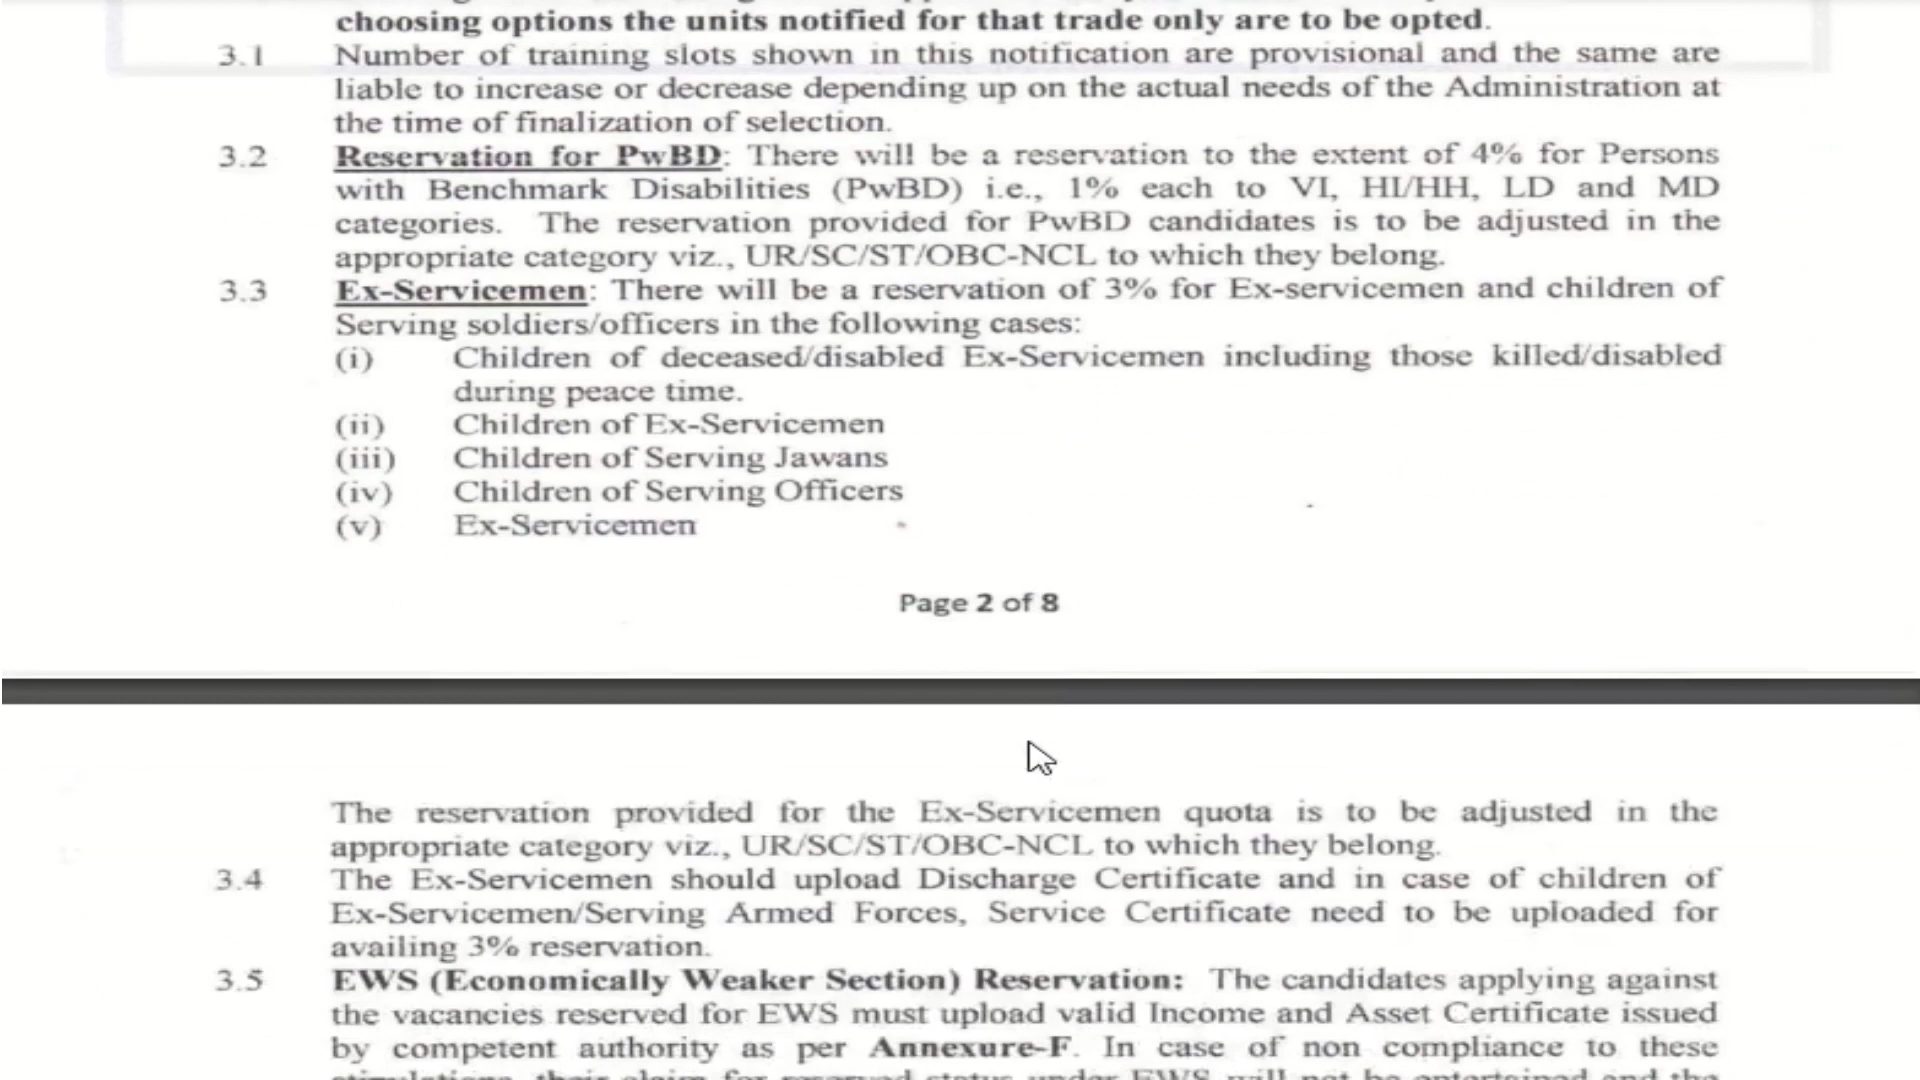 choosing options the units notified for that trade only are to be opted.
3.1 Number of training slots shown in this notification are provisional and the same are
liable to increase or decrease depending up on the actual needs of the Administration at
the time of finalization of selection.
3.2 Reservation for PwBD: There will be a reservation to the extent of 4% for Persons
with Benchmark Disabilities (PwBD) i.e., 1% each to VI, HI/HH, LD and MD
categories. The reservation provided for PwBD candidates is to be adjusted in the
appropriate category viz., UR/SC/ST/OBC-NCL to which they belong.
3.3 Ex-Servicemen: There will be a reservation of 3% for Ex-servicemen and children of
Serving soldiers/officers in the following cases:
(i) Children of deceased/disabled Ex-Servicemen including those killed/disabled
during peace time.
(ii) Children of Ex-Servicemen
(iii) Children of Serving Jawans
(iv) Children of Serving Officers
(v) Ex-Servicemen
Page 2 of 8
The reservation provided for the Ex-Servicemen quota is to be adjusted in the
appropriate category viz., UR/SC/ST/OBC-NCL to which they belong.
3.4 The Ex-Servicemen should upload Discharge Certificate and in case of children of
Ex-Servicemen/Serving Armed Forces, Service Certificate need to be uploaded for
availing 3% reservation.
3.5 EWS (Economically Weaker Section) Reservation: The candidates applying against
the vacancies reserved for EWS must upload valid Income and Asset Certificate issued
by competent authority as per Annexure-F. In case of non compliance to these
their claim for reserved status under EWS will not be entertained and the